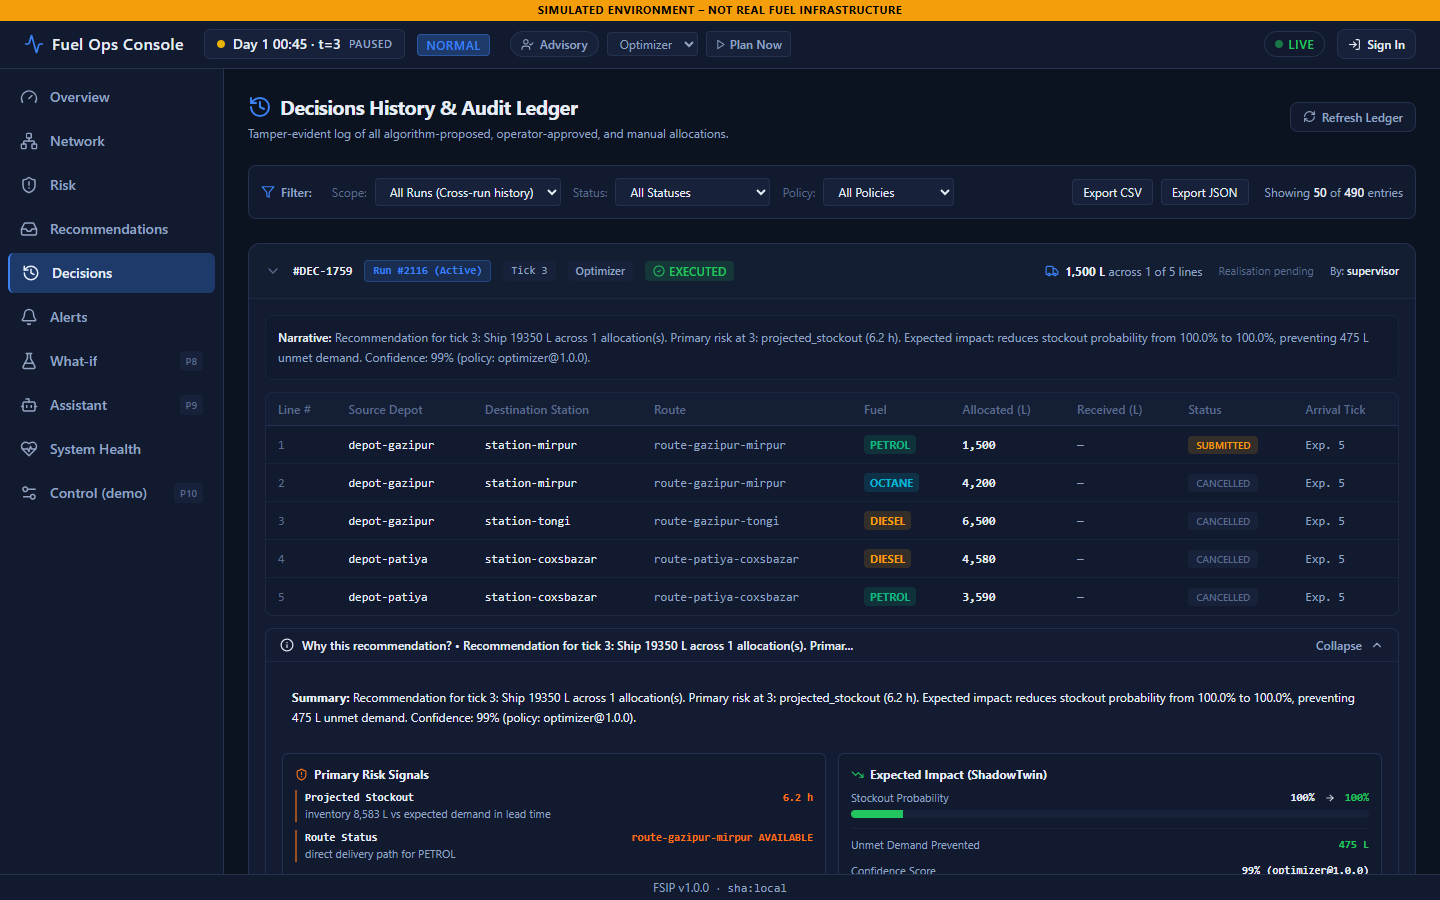 SIMULATED ENVIRONMENT – NOT REAL FUEL INFRASTRUCTURE
Fuel Ops Console
Day 1 00:45 · t=3 PAUSED
NORMAL
Advisory
Optimizer
Plan Now
LIVE
Sign In
Overview
Network
Risk
Recommendations
Decisions
Alerts
What-if P8
Assistant P9
System Health
Control (demo) P10
Decisions History & Audit Ledger
Tamper-evident log of all algorithm-proposed, operator-approved, and manual allocations.
Refresh Ledger
Filter: Scope: All Runs (Cross-run history) Status: All Statuses Policy: All Policies Export CSV Export JSON Showing 50 of 490 entries
#DEC-1759 Run #2116 (Active) Tick 3 Optimizer EXECUTED 1,500 L across 1 of 5 lines Realisation pending By: supervisor
Narrative: Recommendation for tick 3: Ship 19350 L across 1 allocation(s). Primary risk at 3: projected_stockout (6.2 h). Expected impact: reduces stockout probability from 100.0% to 100.0%, preventing 475 L
unmet demand. Confidence: 99% (policy: optimizer@1.0.0).
Line # Source Depot Destination Station Route Fuel Allocated (L) Received (L) Status Arrival Tick
1 depot-gazipur station-mirpur route-gazipur-mirpur PETROL 1,500 – SUBMITTED Exp. 5
2 depot-gazipur station-mirpur route-gazipur-mirpur OCTANE 4,200 – CANCELLED Exp. 5
3 depot-gazipur station-tongi route-gazipur-tongi DIESEL 6,500 – CANCELLED Exp. 5
4 depot-patiya station-coxsbazar route-patiya-coxsbazar DIESEL 4,580 – CANCELLED Exp. 5
5 depot-patiya station-coxsbazar route-patiya-coxsbazar PETROL 3,590 – CANCELLED Exp. 5
Why this recommendation? • Recommendation for tick 3: Ship 19350 L across 1 allocation(s). Primar... Collapse
Summary: Recommendation for tick 3: Ship 19350 L across 1 allocation(s). Primary risk at 3: projected_stockout (6.2 h). Expected impact: reduces stockout probability from 100.0% to 100.0%, preventing
475 L unmet demand. Confidence: 99% (policy: optimizer@1.0.0).
Primary Risk Signals
Projected Stockout 6.2 h
inventory 8,583 L vs expected demand in lead time
Route Status route-gazipur-mirpur AVAILABLE
direct delivery path for PETROL
Expected Impact (ShadowTwin)
Stockout Probability 100% → 100%
Unmet Demand Prevented 475 L
Confidence Score 99% (optimizer@1.0.0)
FSIP v1.0.0 · sha:local